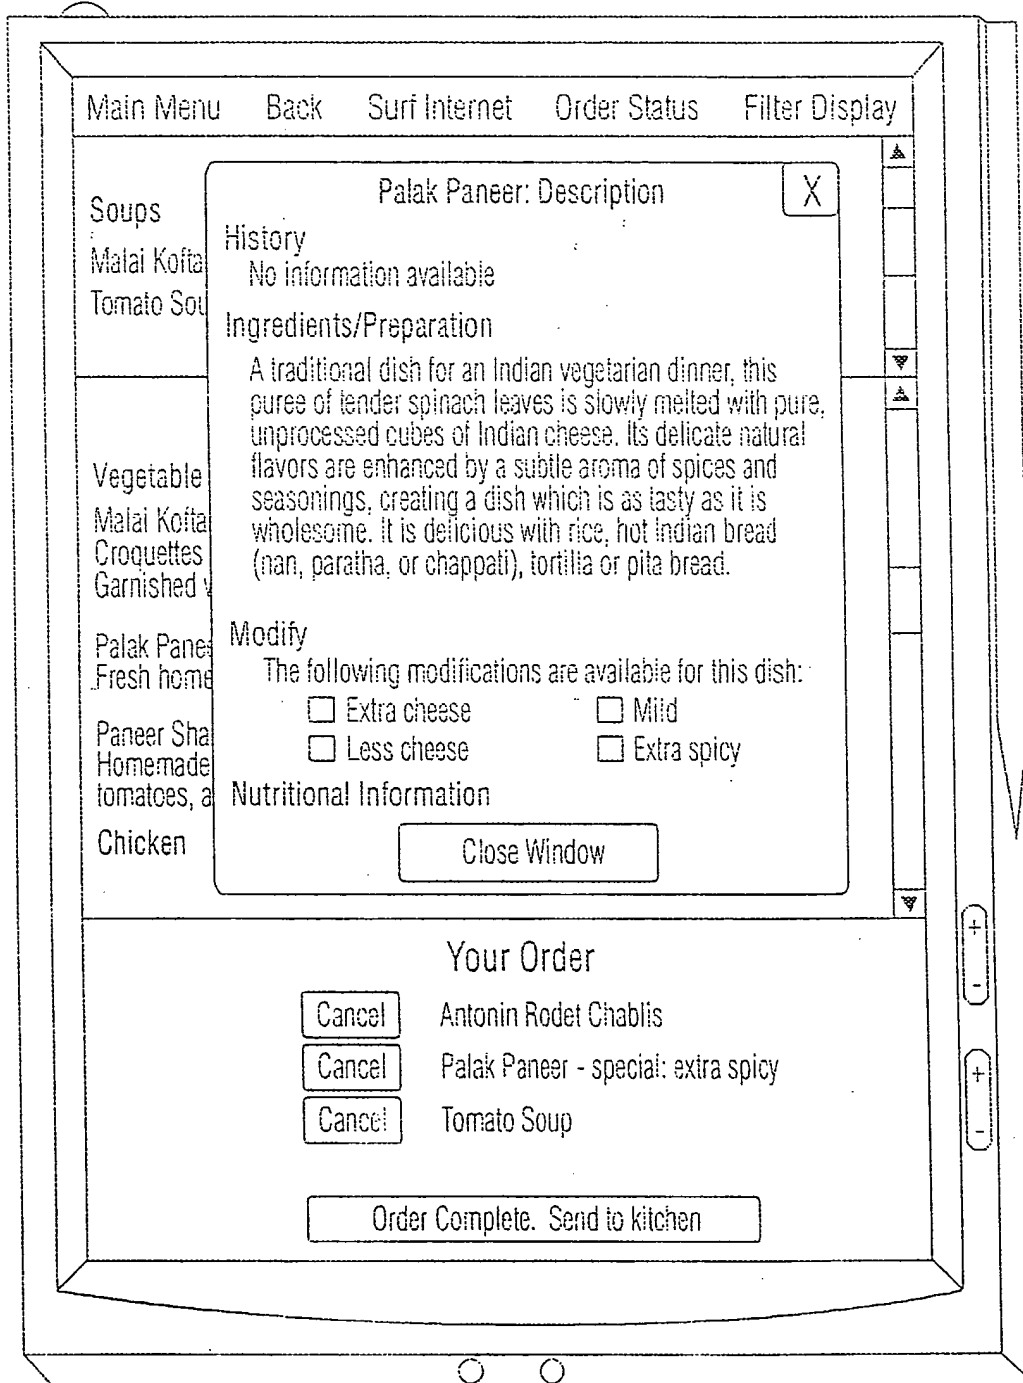 Main Menu Back Surf Internet Order Status Filter Display
Soups
Malai Kofta
Tomato Sou
Palak Paneer: Description X
History
No information available
Ingredients/Preparation
A traditional dish for an Indian vegetarian dinner, this
puree of tender spinach leaves is slowly melted with pure,
unprocessed cubes of Indian cheese. Its delicate natural
flavors are enhanced by a subtle aroma of spices and
seasonings, creating a dish which is as tasty as it is
wholesome. It is delicious with rice, hot Indian bread
(nan, paratha, or chappati), tortilla or pita bread.
Modify
The following modifications are available for this dish:
Extra cheese Mild
Less cheese Extra spicy
Nutritional Information
Close Window
Vegetable
Malai Kofta
Croquettes
Garnished w
Palak Panee
Fresh home
Paneer Sha
Homemade
tomatoes, a
Chicken
Your Order
Cancel Antonin Rodet Chablis
Cancel Palak Paneer - special: extra spicy
Cancel Tomato Soup
Order Complete. Send to kitchen
+
-
+
-